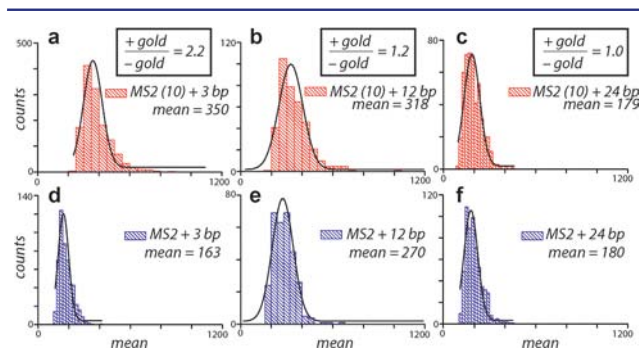 a
500
+ gold
– gold
= 2.2
MS2 (10) + 3 bp
mean = 350
counts
0
0
1200
b
120
+ gold
– gold
= 1.2
MS2 (10) + 12 bp
mean = 318
0
0
1200
c
80
+ gold
– gold
= 1.0
MS2 (10) + 24 bp
mean = 179
0
0
1200
d
140
MS2 + 3 bp
mean = 163
counts
0
0
1200
mean
e
80
MS2 + 12 bp
mean = 270
0
0
1200
mean
f
120
MS2 + 24 bp
mean = 180
0
0
1200
mean